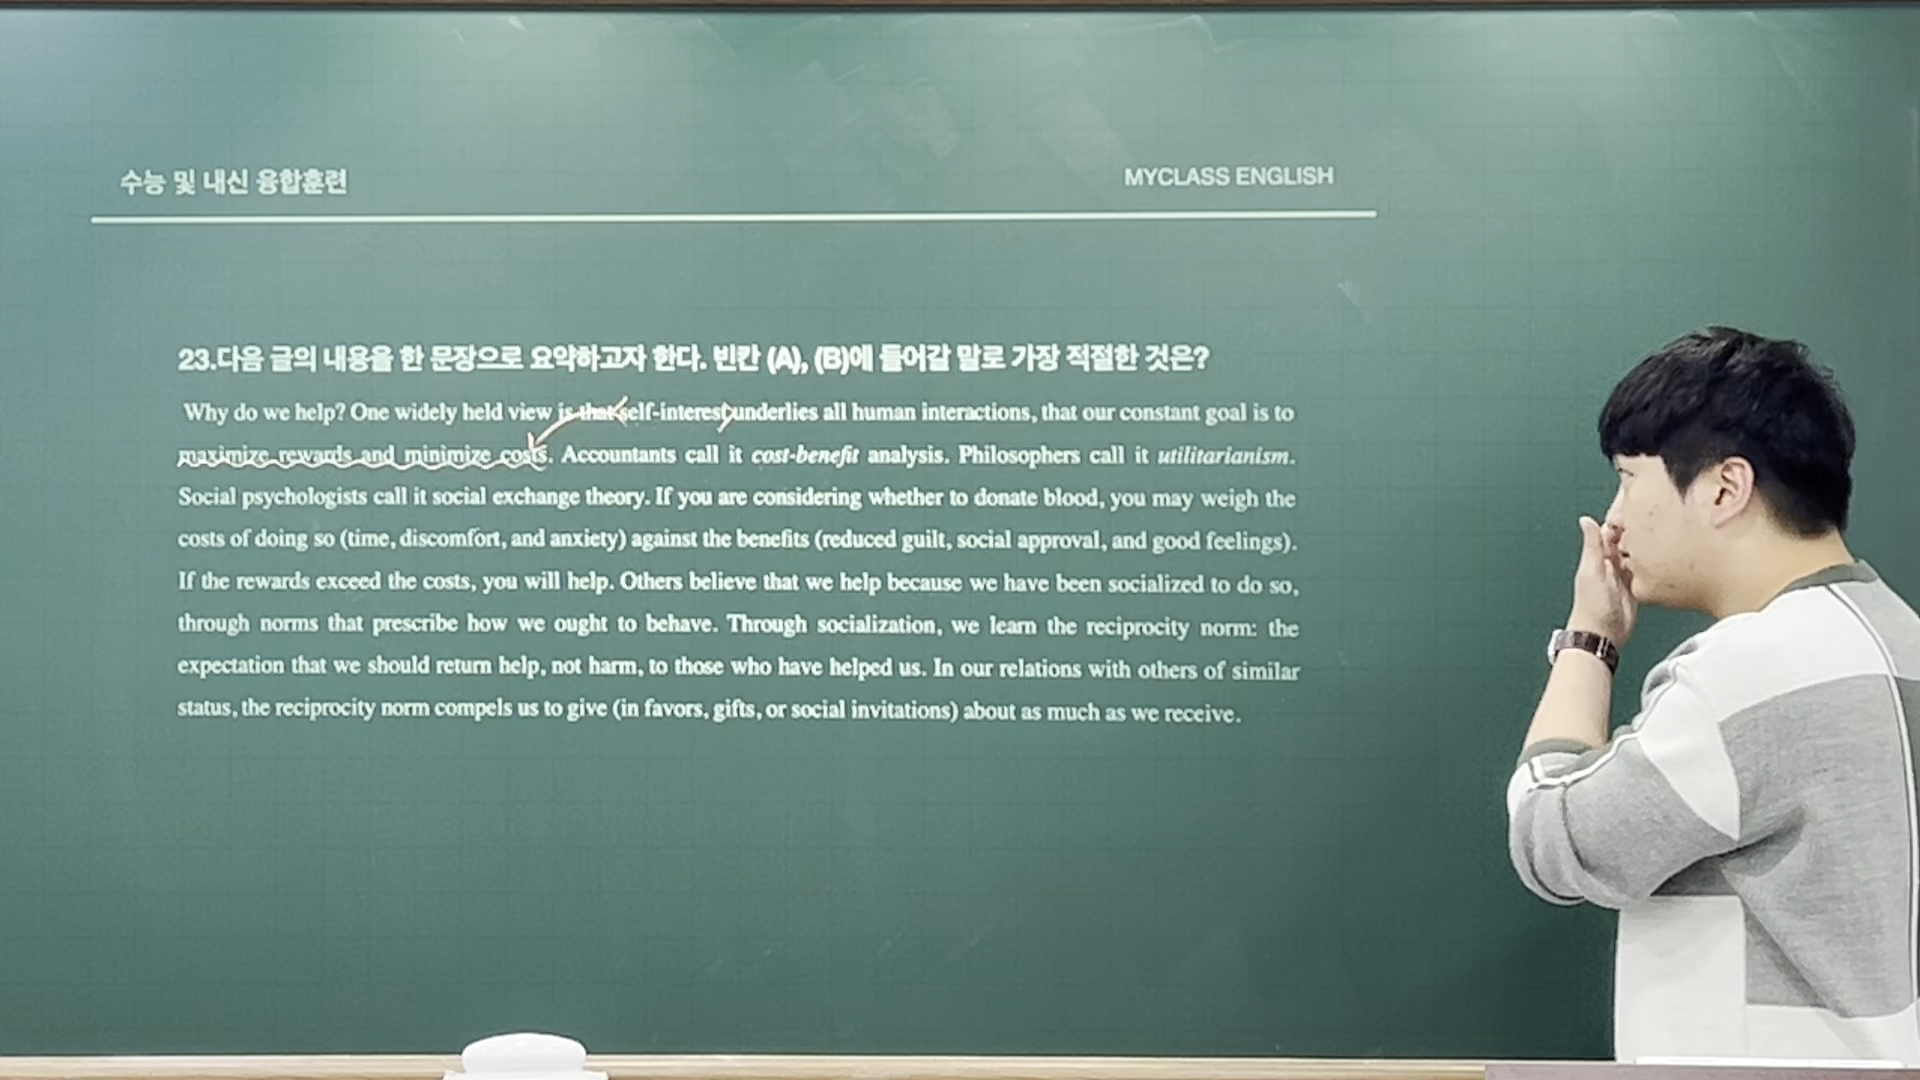 수능 및 내신 융합훈련
MYCLASS ENGLISH
23.다음 글의 내용을 한 문장으로 요약하고자 한다. 빈칸 (A), (B)에 들어갈 말로 가장 적절한 것은?
Why do we help? One widely held view is that self-interest underlies all human interactions, that our constant goal is to
maximize rewards and minimize costs. Accountants call it cost-benefit analysis. Philosophers call it utilitarianism.
Social psychologists call it social exchange theory. If you are considering whether to donate blood, you may weigh the
costs of doing so (time, discomfort, and anxiety) against the benefits (reduced guilt, social approval, and good feelings).
If the rewards exceed the costs, you will help. Others believe that we help because we have been socialized to do so,
through norms that prescribe how we ought to behave. Through socialization, we learn the reciprocity norm: the
expectation that we should return help, not harm, to those who have helped us. In our relations with others of similar
status, the reciprocity norm compels us to give (in favors, gifts, or social invitations) about as much as we receive.